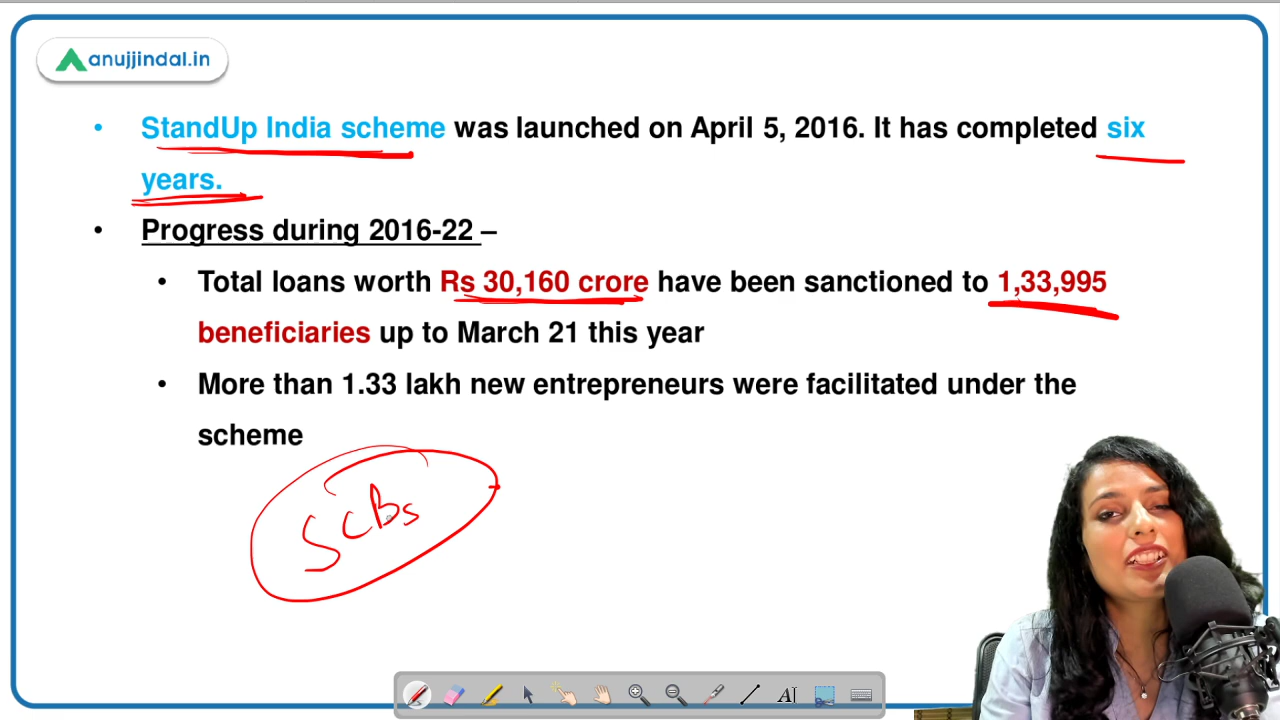 anujjindal.in
• StandUp India scheme was launched on April 5, 2016. It has completed six
years.
• Progress during 2016-22 –
• Total loans worth Rs 30,160 crore have been sanctioned to 1,33,995
beneficiaries up to March 21 this year
• More than 1.33 lakh new entrepreneurs were facilitated under the
scheme
SCBs
AI